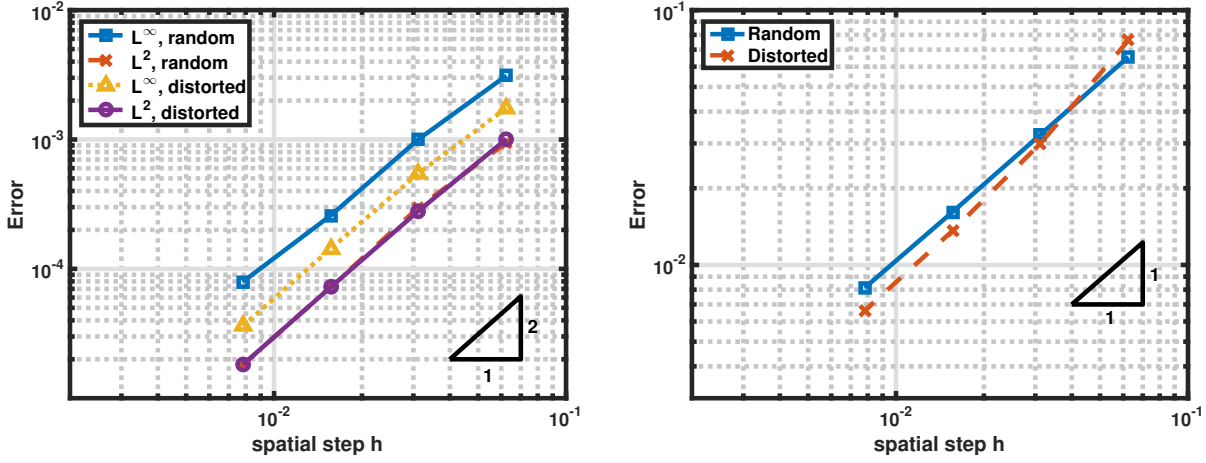 10^-2
10^-3
10^-4
Error
L^∞, random
L^2, random
L^∞, distorted
L^2, distorted
2
1
10^-2
10^-1
spatial step h
10^-1
10^-2
Error
Random
Distorted
1
1
10^-2
10^-1
spatial step h